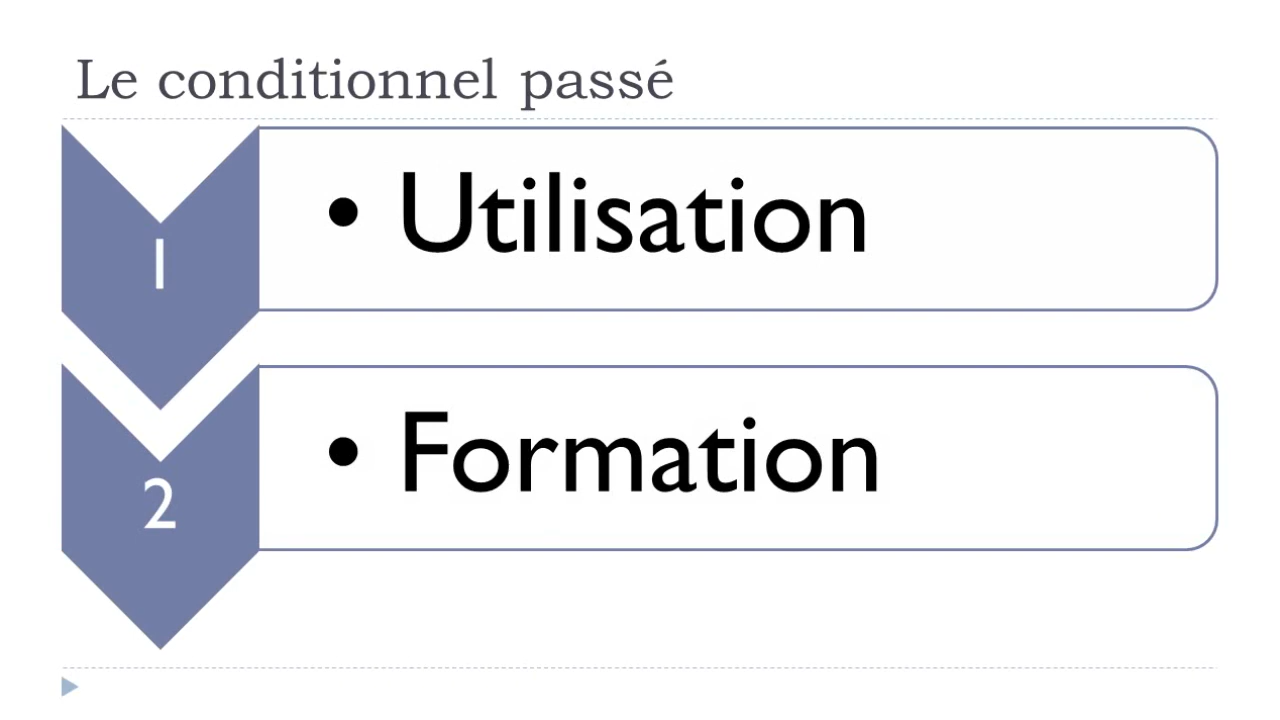 Le conditionnel passé
1
• Utilisation
2
• Formation